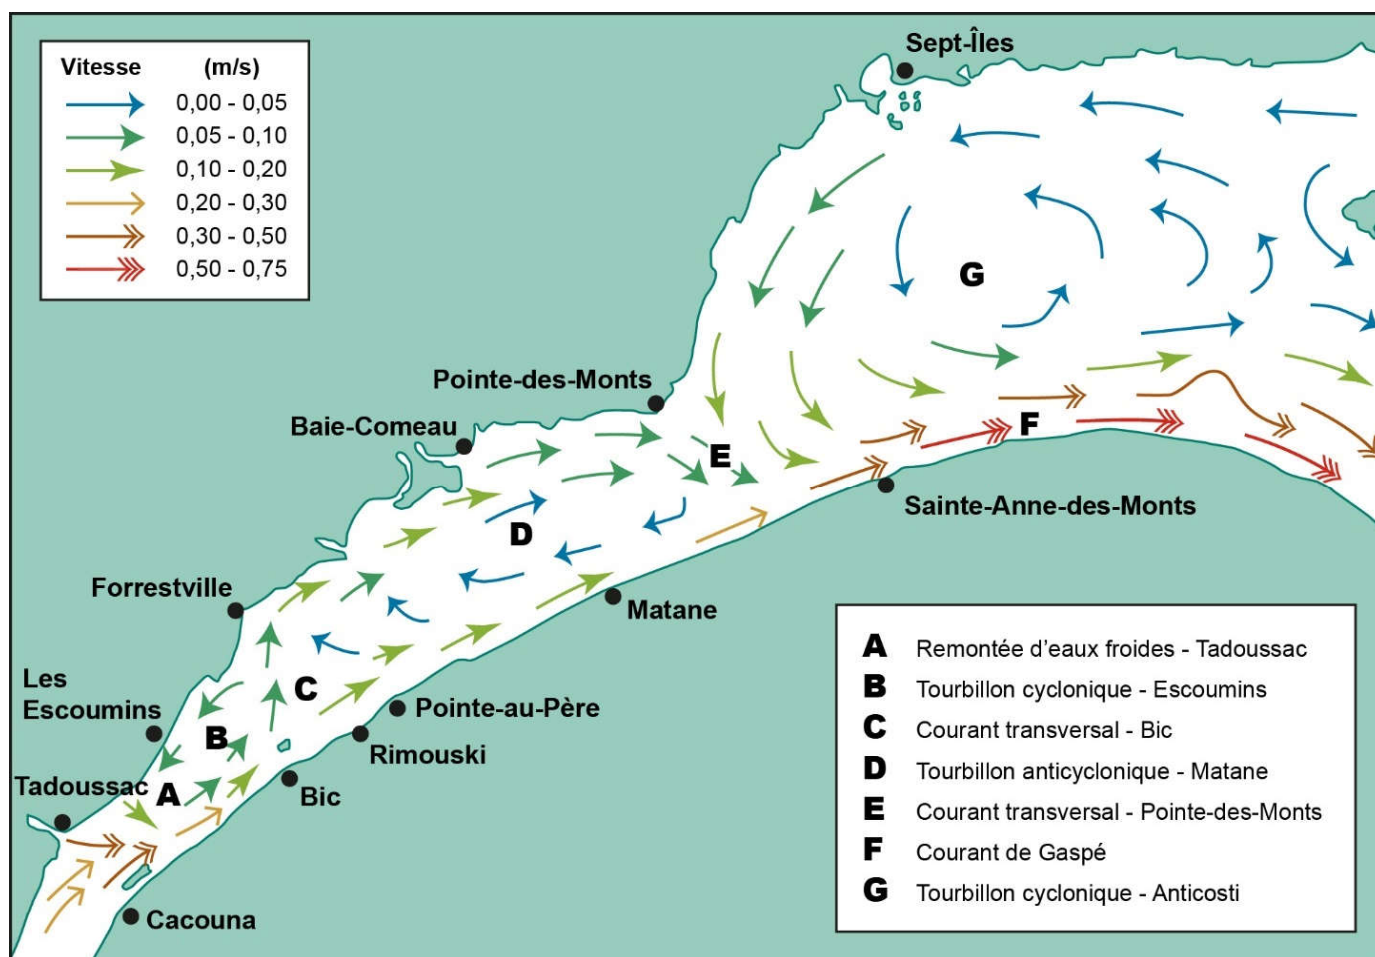 Vitesse (m/s)
0,00 - 0,05
0,05 - 0,10
0,10 - 0,20
0,20 - 0,30
0,30 - 0,50
0,50 - 0,75
Sept-Îles
G
Pointe-des-Monts
Baie-Comeau
F
E
Sainte-Anne-des-Monts
D
Forrestville
Matane
Les
Escoumins
C
Pointe-au-Père
B
Rimouski
Tadoussac
A
Bic
Cacouna
A Remontée d'eaux froides - Tadoussac
B Tourbillon cyclonique - Escoumins
C Courant transversal - Bic
D Tourbillon anticyclonique - Matane
E Courant transversal - Pointe-des-Monts
F Courant de Gaspé
G Tourbillon cyclonique - Anticosti